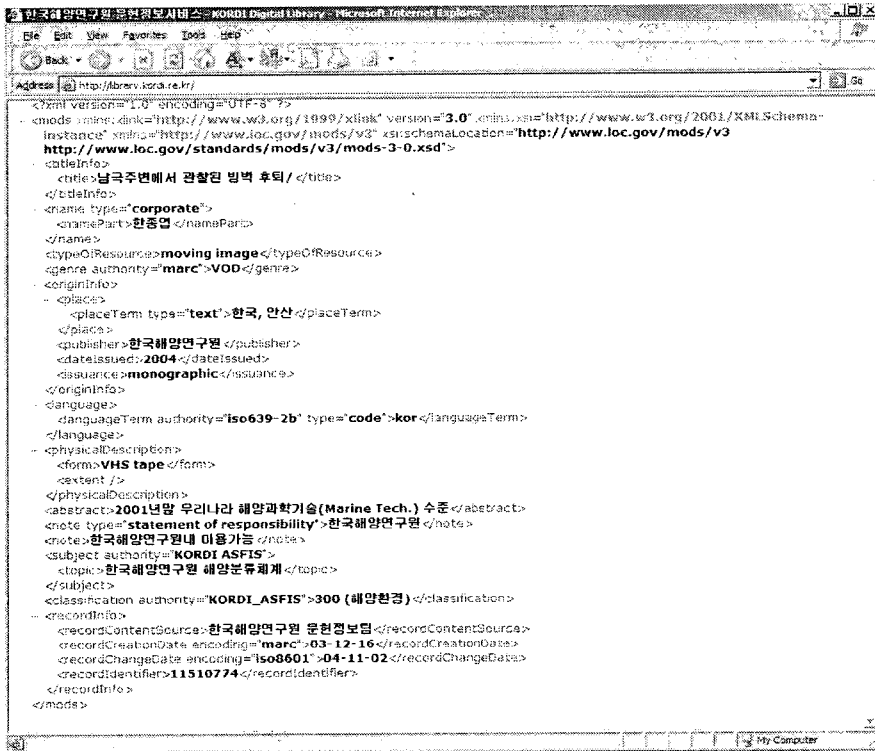 한국해양연구원 문헌정보서비스 - KORDI Digital Library - Microsoft Internet Explorer
File Edit View Favorites Tools Help
Back
Address http://library.kordi.re.kr/ Go
<?xml version="1.0" encoding="UTF-8" ?>
- <mods xmlns:xlink="http://www.w3.org/1999/xlink" version="3.0" xmlns:xsi="http://www.w3.org/2001/XMLSchema-
instance" xmlns="http://www.loc.gov/mods/v3" xsi:schemaLocation="http://www.loc.gov/mods/v3
http://www.loc.gov/standards/mods/v3/mods-3-0.xsd">
- <titleInfo>
<title>남극주변에서 관찰된 빙벽 후퇴/</title>
</titleInfo>
- <name type="corporate">
<namePart>한종엽</namePart>
</name>
<typeOfResource>moving image</typeOfResource>
<genre authority="marc">VOD</genre>
- <originInfo>
- <place>
<placeTerm type="text">한국, 안산</placeTerm>
</place>
<publisher>한국해양연구원</publisher>
<dateIssued>2004</dateIssued>
<issuance>monographic</issuance>
</originInfo>
- <language>
<languageTerm authority="iso639-2b" type="code">kor</languageTerm>
</language>
- <physicalDescription>
<form>VHS tape</form>
<extent />
</physicalDescription>
<abstract>2001년말 우리나라 해양과학기술(Marine Tech.) 수준</abstract>
<note type="statement of responsibility">한국해양연구원</note>
<note>한국해양연구원내 이용가능</note>
- <subject authority="KORDI ASFIS">
<topic>한국해양연구원 해양분류체계</topic>
</subject>
<classification authority="KORDI_ASFIS">300 (해양환경)</classification>
- <recordInfo>
<recordContentSource>한국해양연구원 문헌정보팀</recordContentSource>
<recordCreationDate encoding="marc">03-12-16</recordCreationDate>
<recordChangeDate encoding="iso8601">04-11-02</recordChangeDate>
<recordIdentifier>11510774</recordIdentifier>
</recordInfo>
</mods>
My Computer